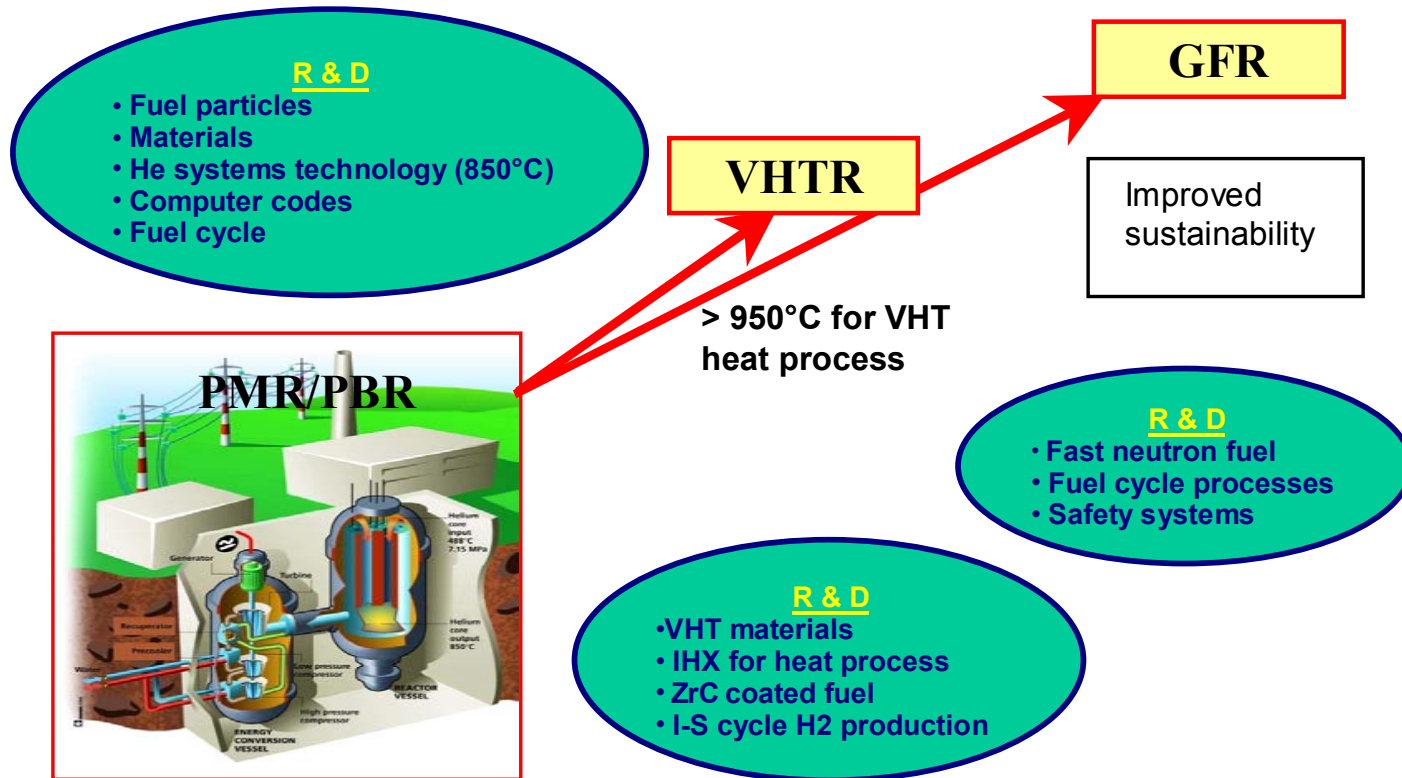 R & D
• Fuel particles
• Materials
• He systems technology (850°C)
• Computer codes
• Fuel cycle
GFR
VHTR
Improved
sustainability
> 950°C for VHT
heat process
PMR/PBR
Helium
core
input
488°C
7.15 MPa
Generator
Turbine
Recuperator
Precooler
Water
Low pressure
compressor
Helium
core
output
850°C
REACTOR
VESSEL
High pressure
compressor
ENERGY
CONVERSION
VESSEL
R & D
• Fast neutron fuel
• Fuel cycle processes
• Safety systems
R & D
•VHT materials
• IHX for heat process
• ZrC coated fuel
• I-S cycle H2 production